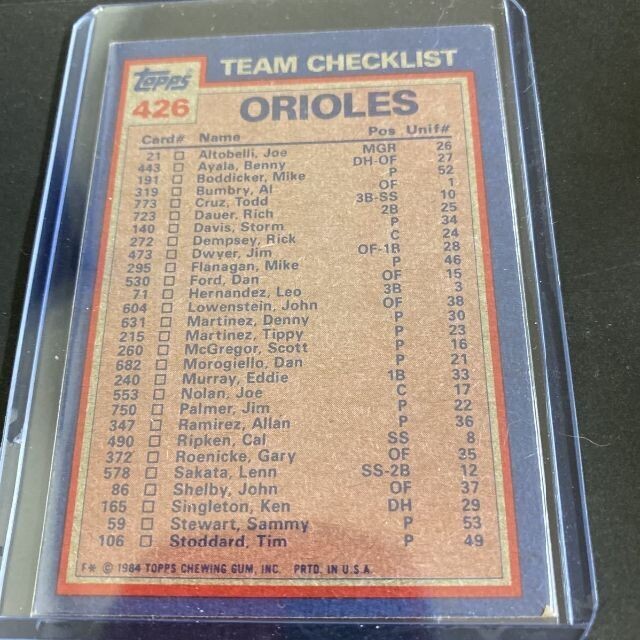 Topps TEAM CHECKLIST
426 ORIOLES
Card# Name Pos Unif#
21 Altobelli, Joe MGR 26
443 Ayala, Benny DH-OF 27
191 Boddicker, Mike P 52
319 Bumbry, Al OF 1
773 Cruz, Todd 3B-SS 10
723 Dauer, Rich 2B 25
140 Davis, Storm P 34
272 Dempsey, Rick C 24
473 Dwyer, Jim OF-1B 28
295 Flanagan, Mike P 46
530 Ford, Dan OF 15
71 Hernandez, Leo 3B 3
604 Lowenstein, John OF 38
631 Martinez, Denny P 30
215 Martinez, Tippy P 23
260 McGregor, Scott P 16
682 Morogiello, Dan P 21
240 Murray, Eddie 1B 33
553 Nolan, Joe C 17
750 Palmer, Jim P 22
347 Ramirez, Allan P 36
490 Ripken, Cal SS 8
372 Roenicke, Gary OF 35
578 Sakata, Lenn SS-2B 12
86 Shelby, John OF 37
165 Singleton, Ken DH 29
59 Stewart, Sammy P 53
106 Stoddard, Tim P 49
F* © 1984 TOPPS CHEWING GUM, INC. PRTD. IN U.S.A.